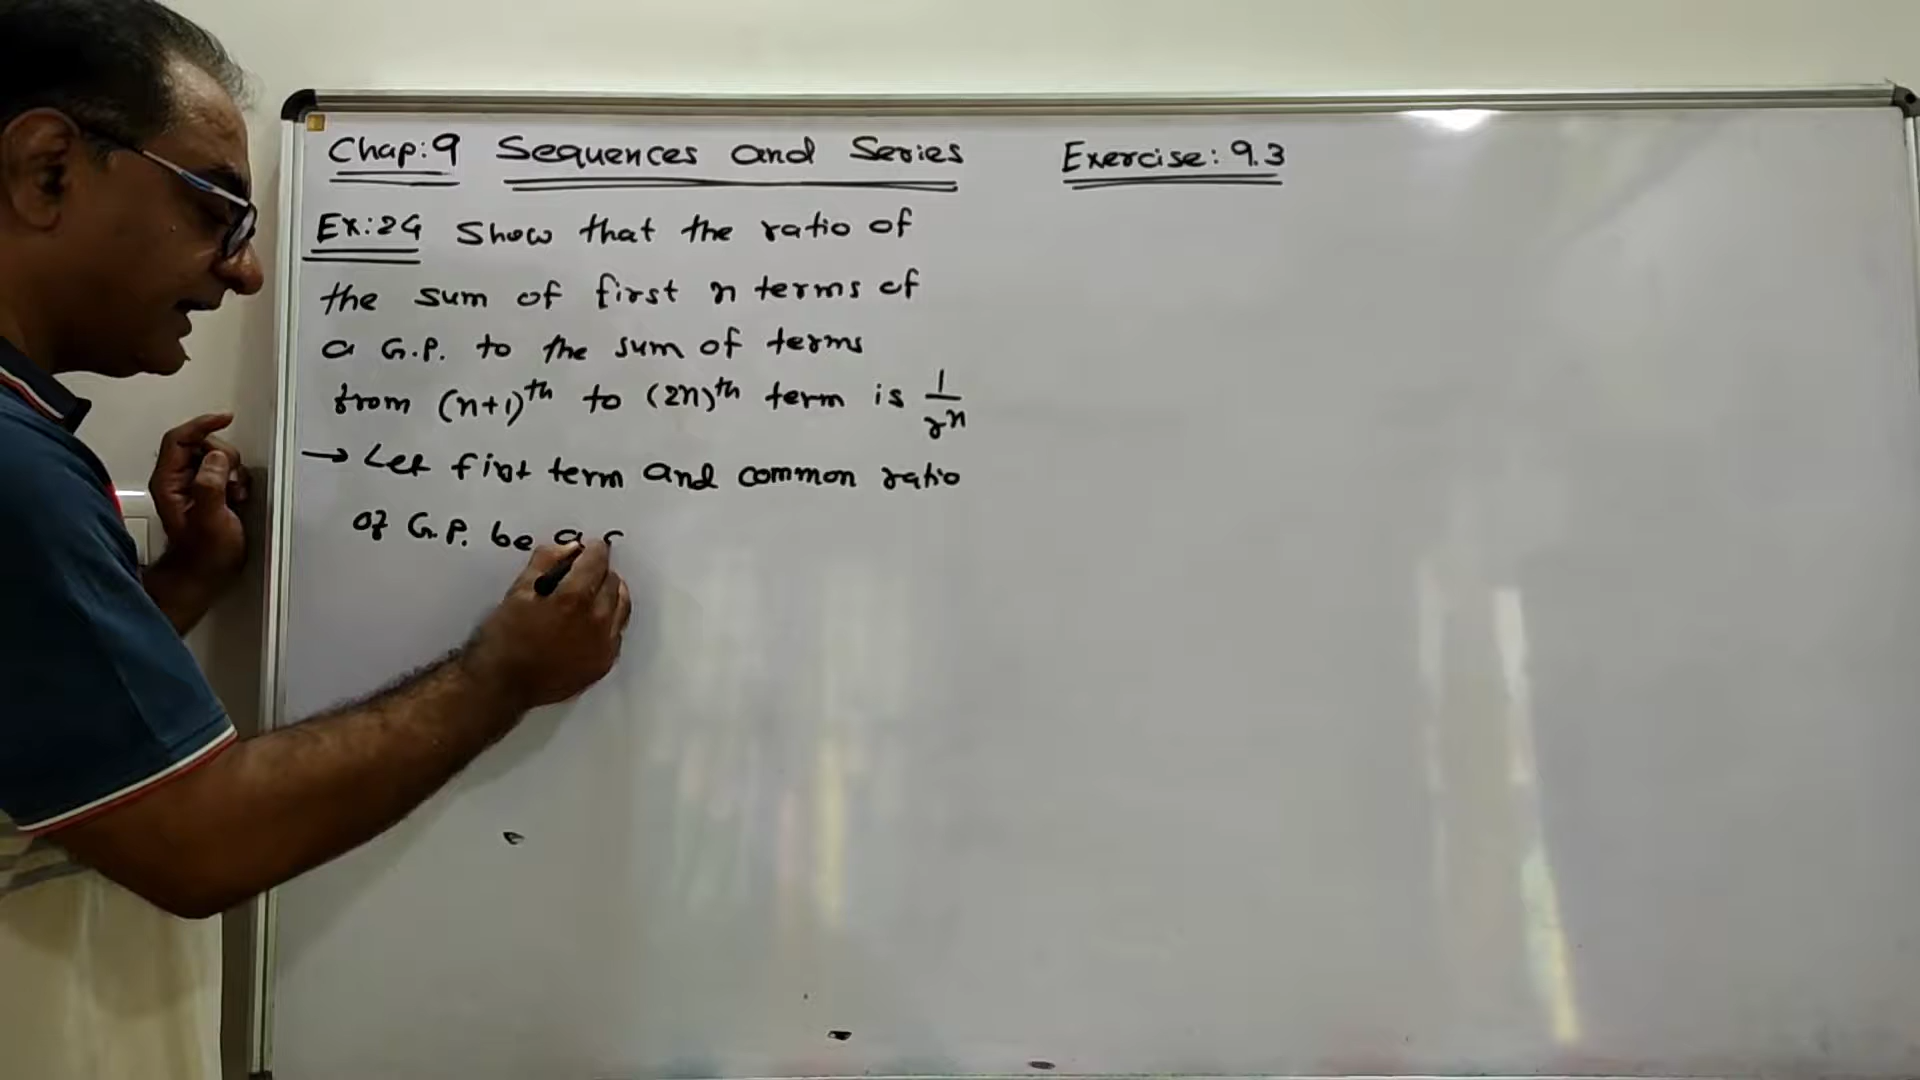 Chap:9 Sequences and Series Exercise: 9.3
Ex:24 Show that the ratio of
the sum of first n terms of
a G.P. to the sum of terms
from (n+1)th to (2n)th term is 1/rⁿ
→ Let first term and common ratio
of G.P. be a